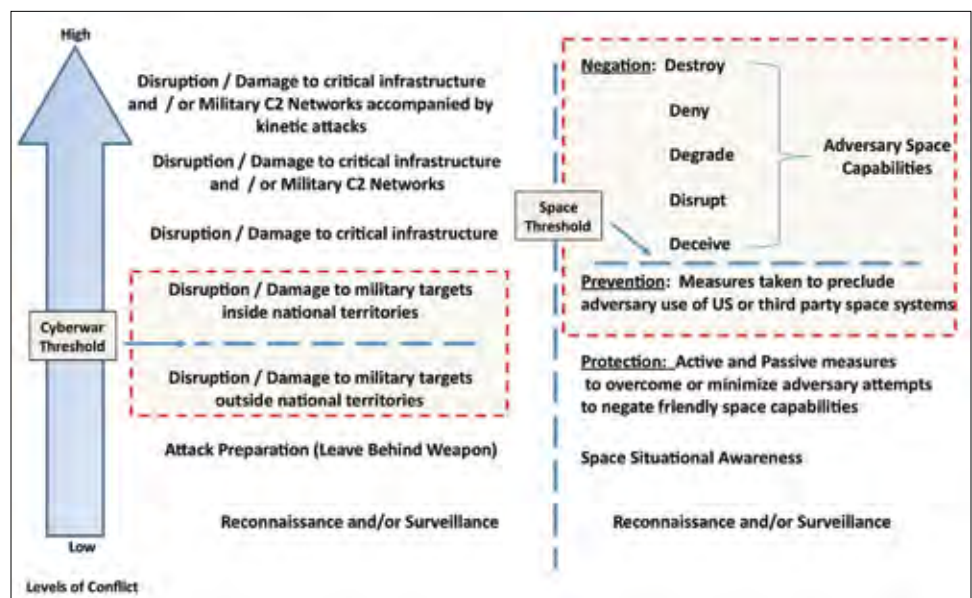 High
Disruption / Damage to critical infrastructure
and / or Military C2 Networks accompanied by
kinetic attacks
Disruption / Damage to critical infrastructure
and / or Military C2 Networks
Disruption / Damage to critical infrastructure
Cyberwar
Threshold
Disruption / Damage to military targets
inside national territories
Disruption / Damage to military targets
outside national territories
Attack Preparation (Leave Behind Weapon)
Reconnaissance and/or Surveillance
Low
Levels of Conflict
Space
Threshold
Negation: Destroy
Deny
Degrade
Disrupt
Deceive
Adversary Space
Capabilities
Prevention: Measures taken to preclude
adversary use of US or third party space systems
Protection: Active and Passive measures
to overcome or minimize adversary attempts
to negate friendly space capabilities
Space Situational Awareness
Reconnaissance and/or Surveillance